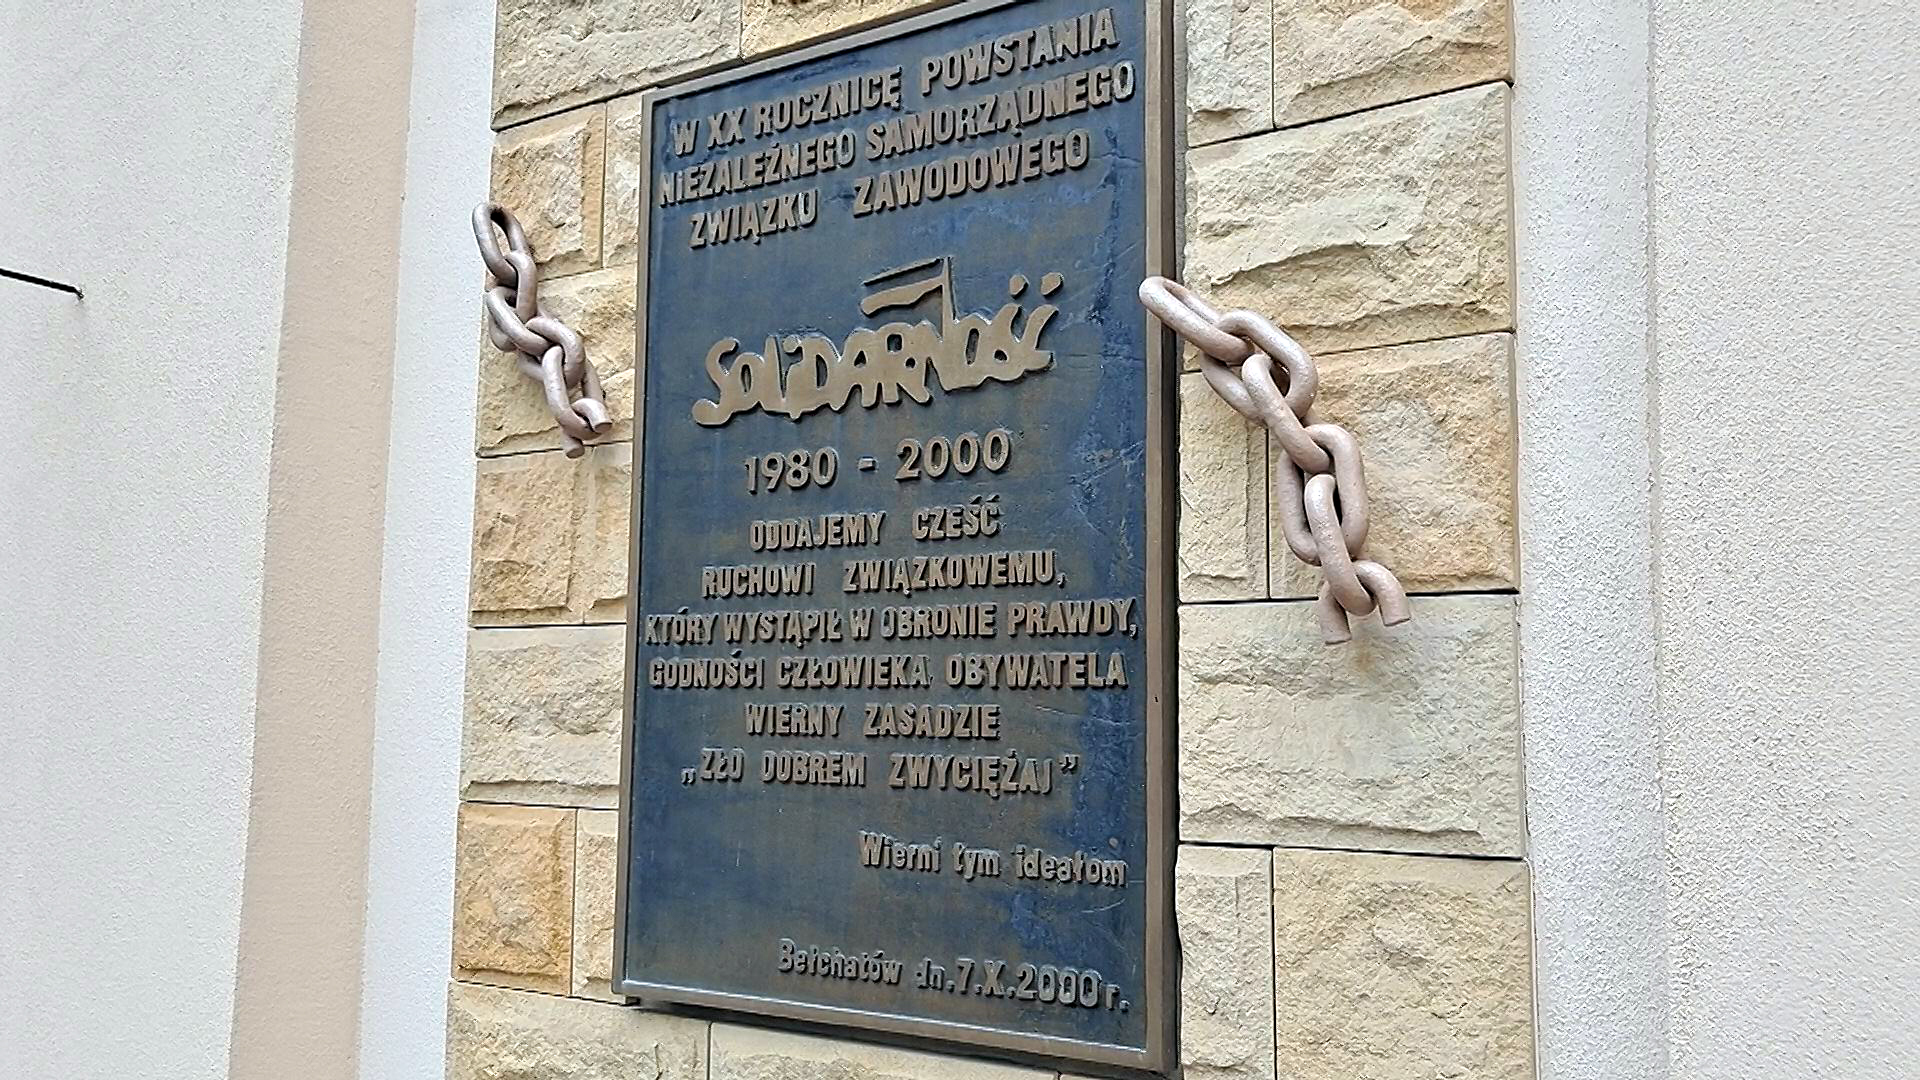 W XX ROCZNICĘ POWSTANIA
NiEZALEŻNEGO SAMORZĄDNEGO
ZWIĄZKU ZAWODOWEGO
SOLiDARNOŚĆ
1980 - 2000
ODDAJEMY CZEŚĆ
RUCHOWI ZWIĄZKOWEMU,
KTÓRY WYSTĄPIŁ W OBRONIE PRAWDY,
GODNOŚCI CZŁOWIEKA OBYWATELA
WIERNY ZASADZIE
„ZŁO DOBREM ZWYCIĘŻAJ”
Wierni tym ideałom
Bełchatów dn.7.X.2000r.